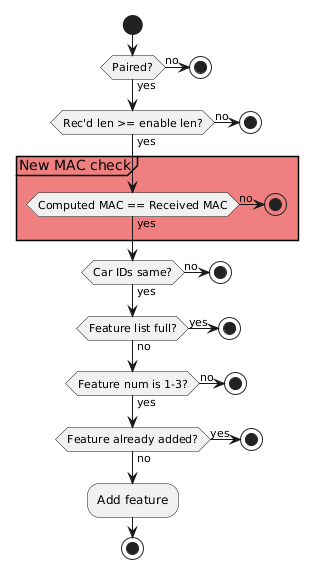 Paired?
no
yes
Rec'd len >= enable len?
no
yes
New MAC check
Computed MAC == Received MAC
no
yes
Car IDs same?
no
yes
Feature list full?
yes
no
Feature num is 1-3?
no
yes
Feature already added?
yes
no
Add feature